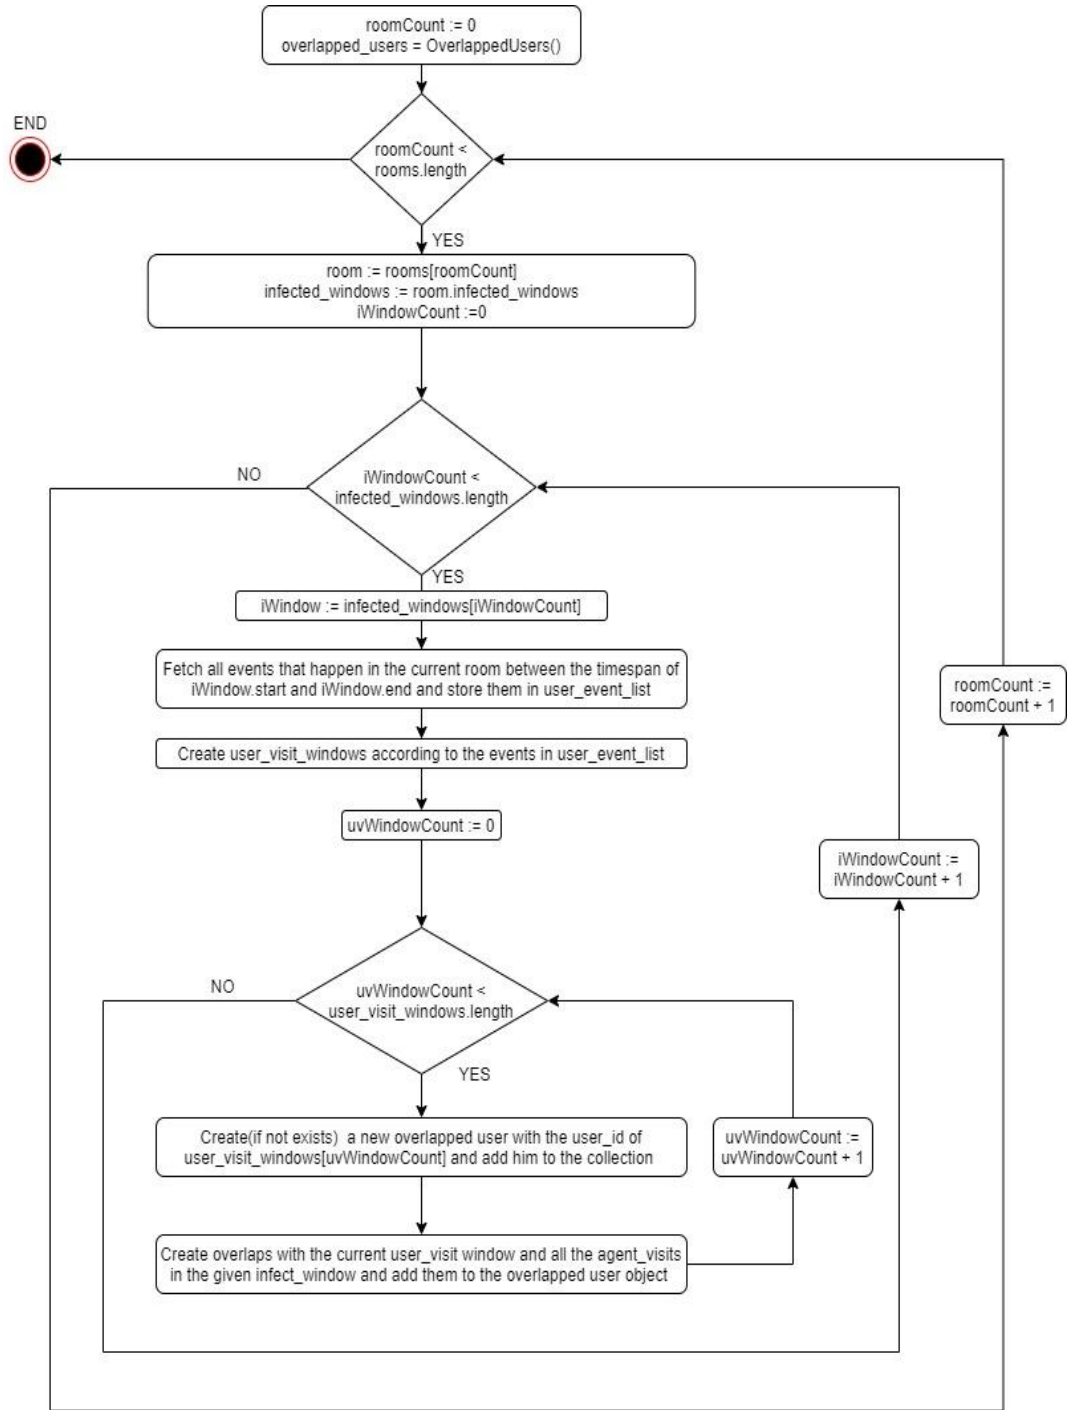 roomCount := 0
overlapped_users = OverlappedUsers()
END
roomCount <
rooms.length
YES
room := rooms[roomCount]
infected_windows := room.infected_windows
iWindowCount :=0
NO
iWindowCount <
infected_windows.length
YES
iWindow := infected_windows[iWindowCount]
Fetch all events that happen in the current room between the timespan of
iWindow.start and iWindow.end and store them in user_event_list
roomCount :=
roomCount + 1
Create user_visit_windows according to the events in user_event_list
uvWindowCount := 0
iWindowCount :=
iWindowCount + 1
NO
uvWindowCount <
user_visit_windows.length
YES
Create(if not exists)  a new overlapped user with the user_id of
user_visit_windows[uvWindowCount] and add him to the collection
uvWindowCount :=
uvWindowCount + 1
Create overlaps with the current user_visit window and all the agent_visits
in the given infect_window and add them to the overlapped user object